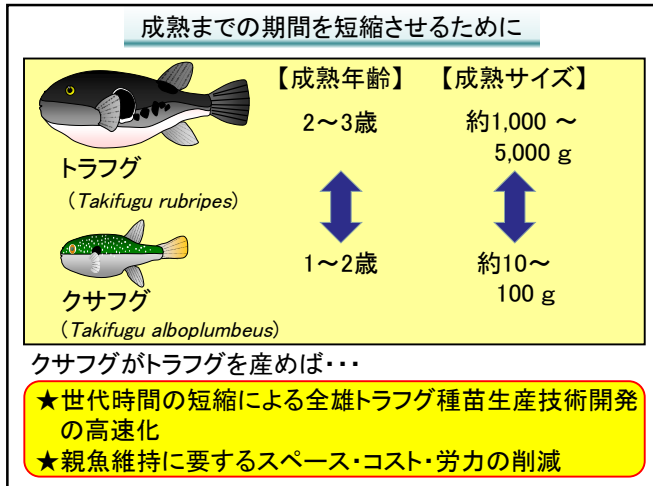 成熟までの期間を短縮させるために
【成熟年齢】 【成熟サイズ】
2～3歳 約1,000 ～
5,000 g
トラフグ
（Takifugu rubripes）
1～2歳 約10～
100 g
クサフグ
（Takifugu alboplumbeus）
クサフグがトラフグを産めば・・・
★世代時間の短縮による全雄トラフグ種苗生産技術開発
の高速化
★親魚維持に要するスペース・コスト・労力の削減